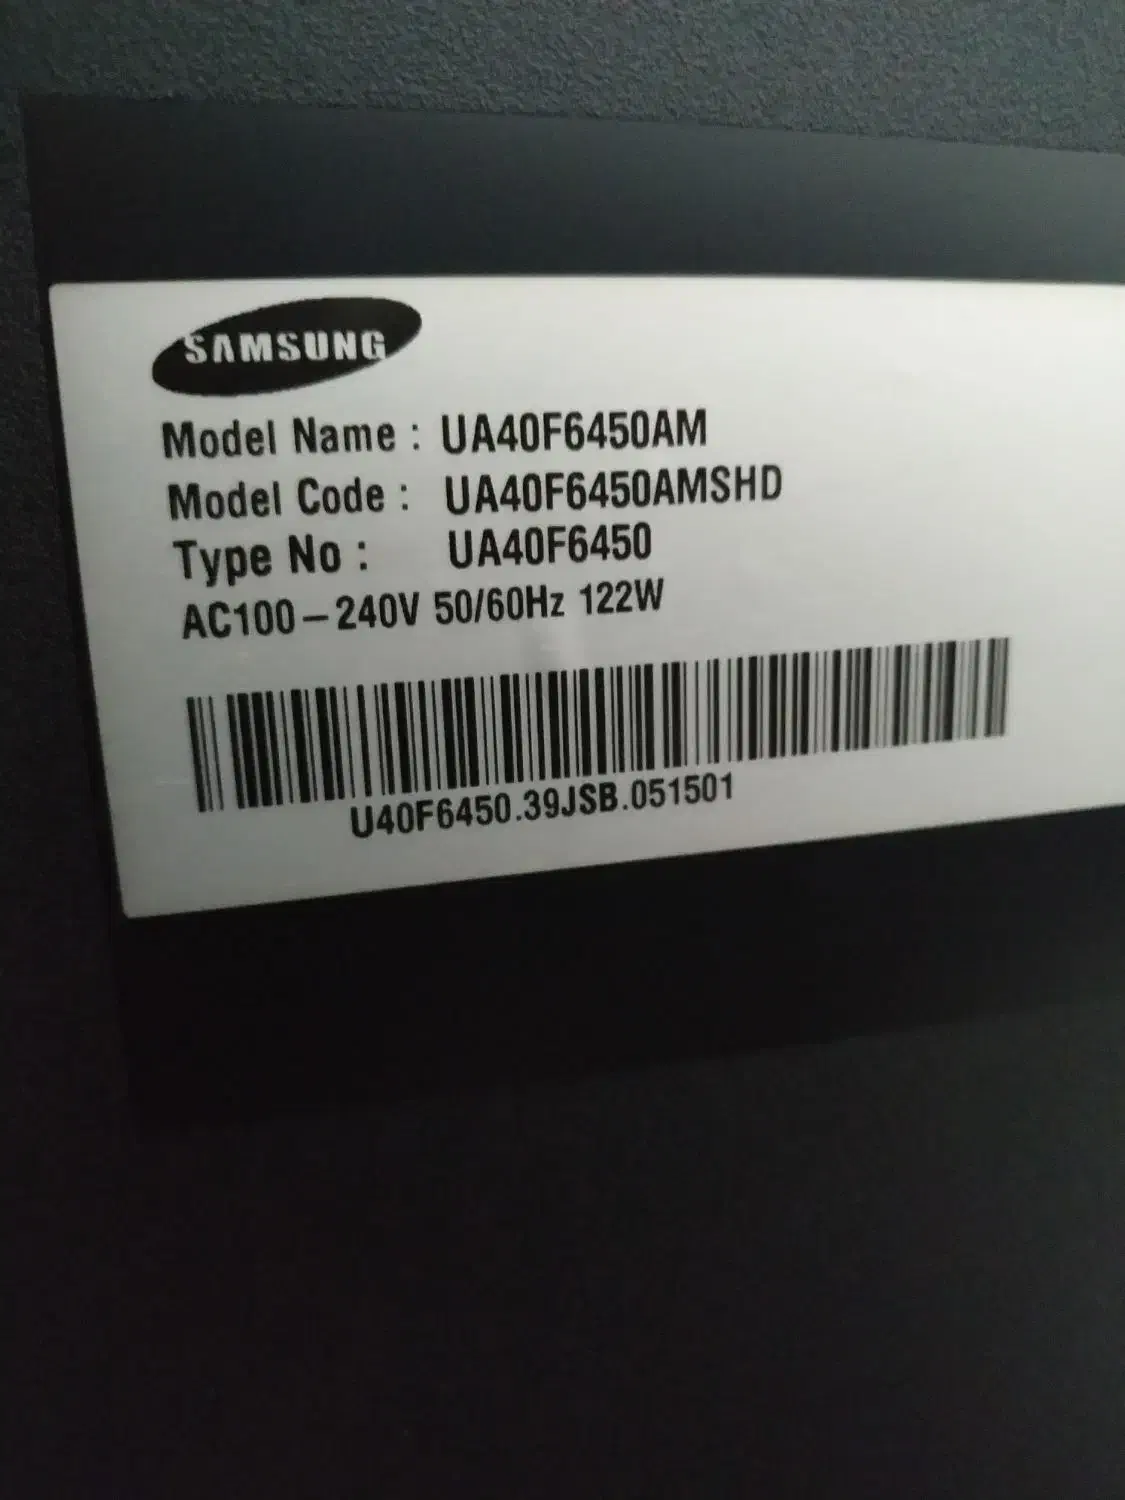 SAMSUNG
Model Name : UA40F6450AM
Model Code : UA40F6450AMSHD
Type No : UA40F6450
AC100-240V 50/60Hz 122W
U40F6450.39JSB.051501